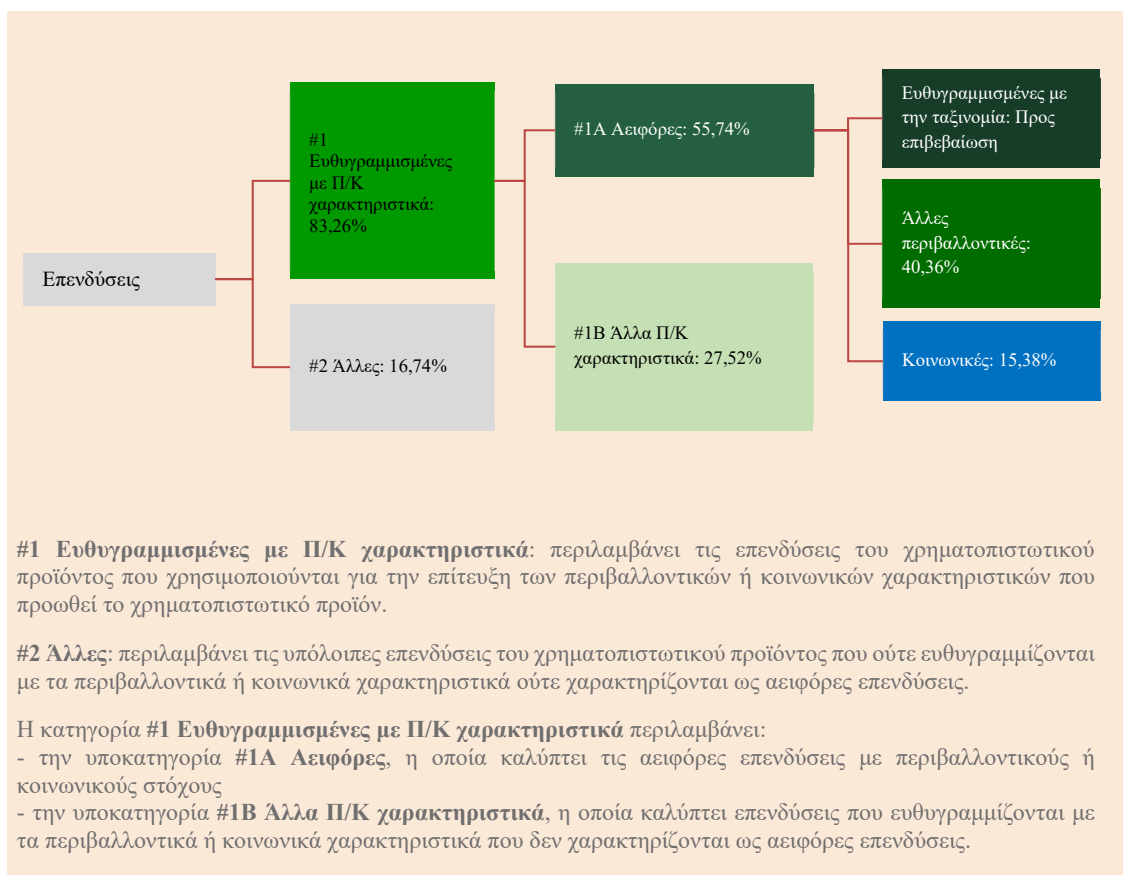 Επενδύσεις
#1
Ευθυγραμμισμένες
με Π/Κ
χαρακτηριστικά:
83,26%
#2 Άλλες: 16,74%
#1A Αειφόρες: 55,74%
#1B Άλλα Π/Κ
χαρακτηριστικά: 27,52%
Ευθυγραμμισμένες με
την ταξινομία: Προς
επιβεβαίωση
Άλλες
περιβαλλοντικές:
40,36%
Κοινωνικές: 15,38%
#1 Ευθυγραμμισμένες με Π/Κ χαρακτηριστικά: περιλαμβάνει τις επενδύσεις του χρηματοπιστωτικού
προϊόντος που χρησιμοποιούνται για την επίτευξη των περιβαλλοντικών ή κοινωνικών χαρακτηριστικών που
προωθεί το χρηματοπιστωτικό προϊόν.
#2 Άλλες: περιλαμβάνει τις υπόλοιπες επενδύσεις του χρηματοπιστωτικού προϊόντος που ούτε ευθυγραμμίζονται
με τα περιβαλλοντικά ή κοινωνικά χαρακτηριστικά ούτε χαρακτηρίζονται ως αειφόρες επενδύσεις.
Η κατηγορία #1 Ευθυγραμμισμένες με Π/Κ χαρακτηριστικά περιλαμβάνει:
- την υποκατηγορία #1A Αειφόρες, η οποία καλύπτει τις αειφόρες επενδύσεις με περιβαλλοντικούς ή
κοινωνικούς στόχους
- την υποκατηγορία #1B Άλλα Π/Κ χαρακτηριστικά, η οποία καλύπτει επενδύσεις που ευθυγραμμίζονται με
τα περιβαλλοντικά ή κοινωνικά χαρακτηριστικά που δεν χαρακτηρίζονται ως αειφόρες επενδύσεις.